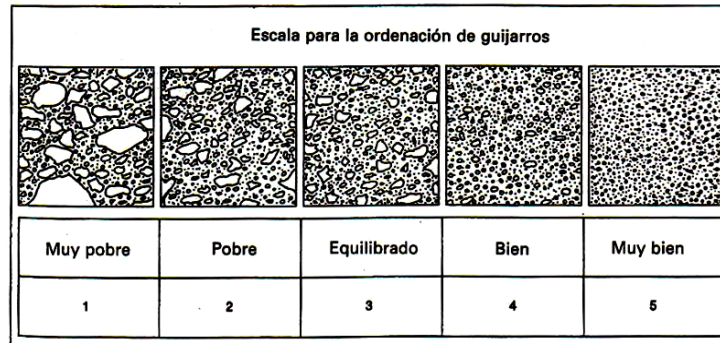 Escala para la ordenación de guijarros
Muy pobre Pobre Equilibrado Bien Muy bien
1 2 3 4 5